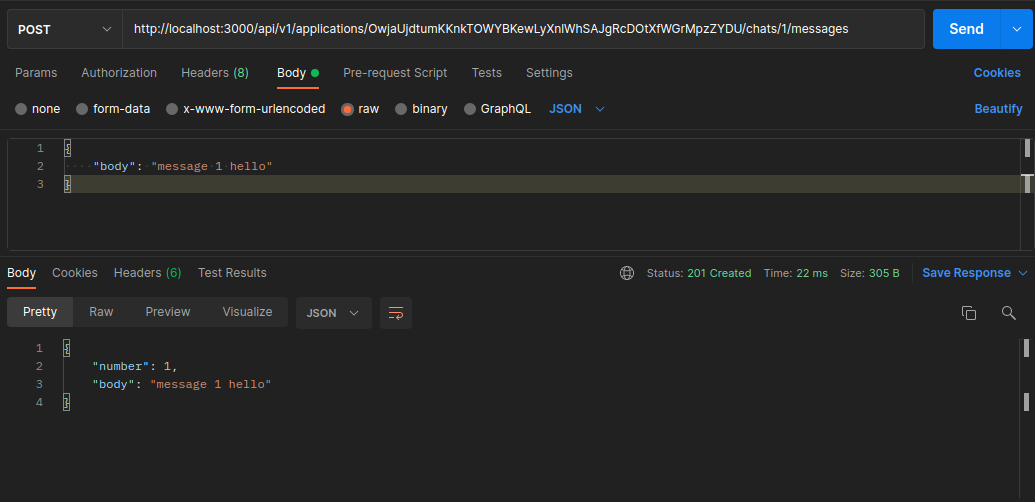 POST http://localhost:3000/api/v1/applications/OwjaUjdtumKKnkTOWYBKewLyXnlWhSAJgRcDOtXfWGrMpzZYDU/chats/1/messages Send
Params Authorization Headers (8) Body Pre-request Script Tests Settings Cookies
none form-data x-www-form-urlencoded raw binary GraphQL JSON Beautify
1 {
2 "body": "message 1 hello"
3 }
Body Cookies Headers (6) Test Results Status: 201 Created Time: 22 ms Size: 305 B Save Response
Pretty Raw Preview Visualize JSON
1 {
2 "number": 1,
3 "body": "message 1 hello"
4 }